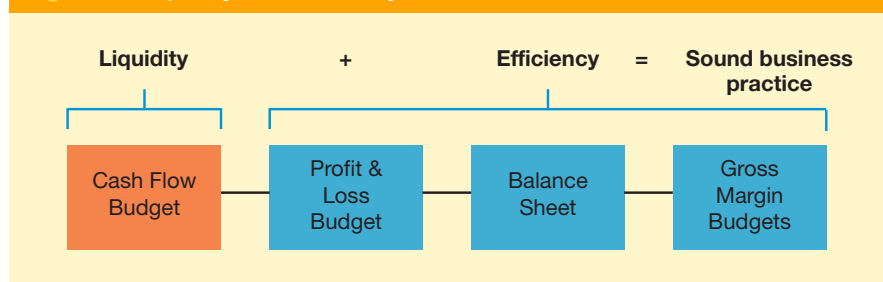 Liquidity + Efficiency = Sound business
practice
Cash Flow
Budget
Profit &
Loss
Budget
Balance
Sheet
Gross
Margin
Budgets